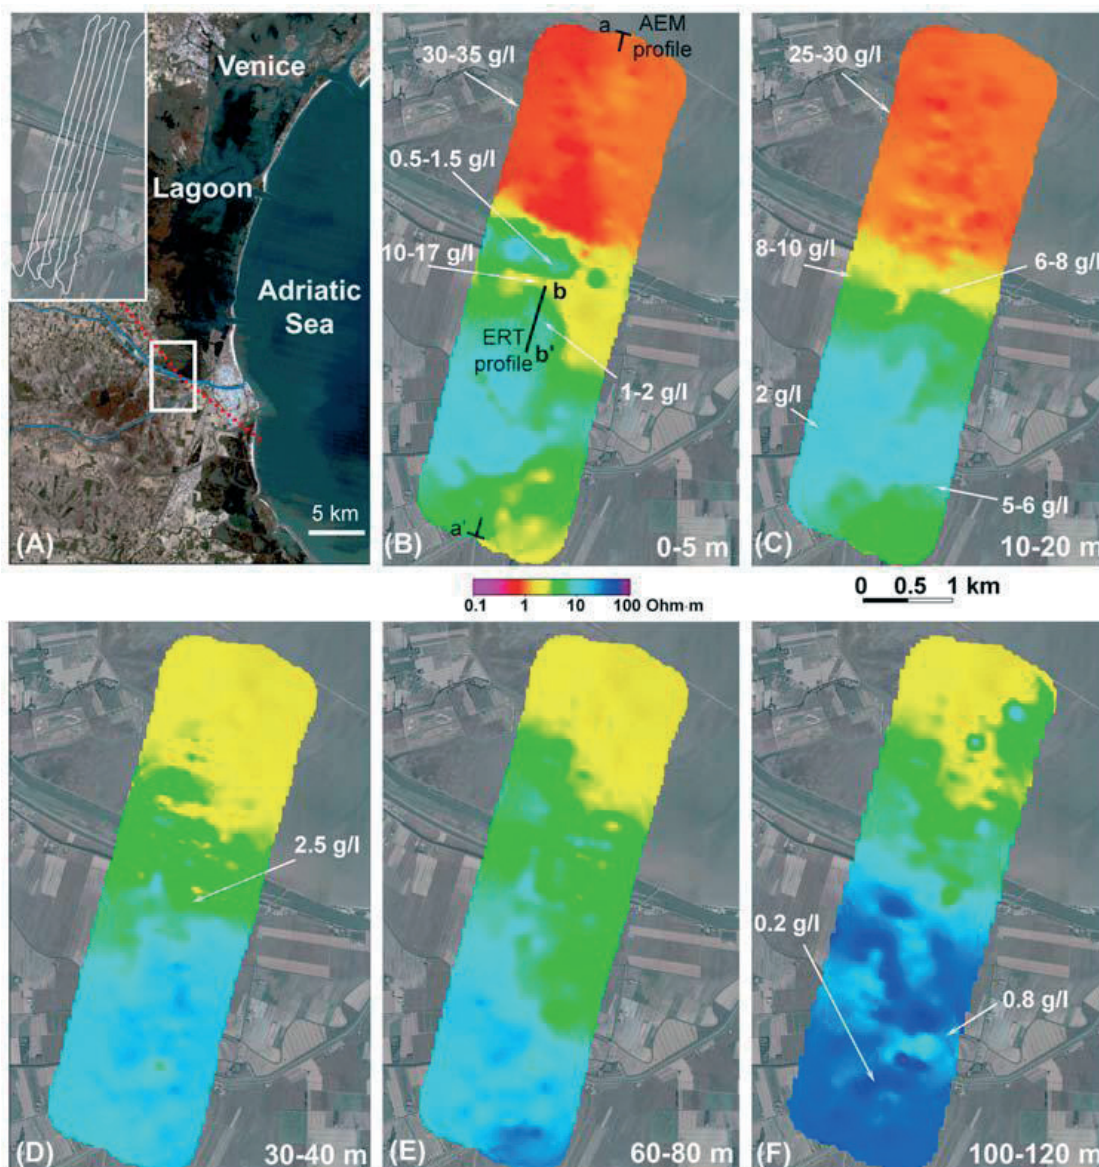 Venice
Lagoon
Adriatic
Sea
5 km
(A)
a
AEM
profile
30-35 g/l
0.5-1.5 g/l
10-17 g/l
b
ERT
profile
b'
1-2 g/l
a'
(B)
0-5 m
25-30 g/l
8-10 g/l
6-8 g/l
2 g/l
5-6 g/l
(C)
10-20 m
0.1 1 10 100 Ohm·m
0 0.5 1 km
2.5 g/l
(D)
30-40 m
(E)
60-80 m
0.2 g/l
0.8 g/l
(F)
100-120 m